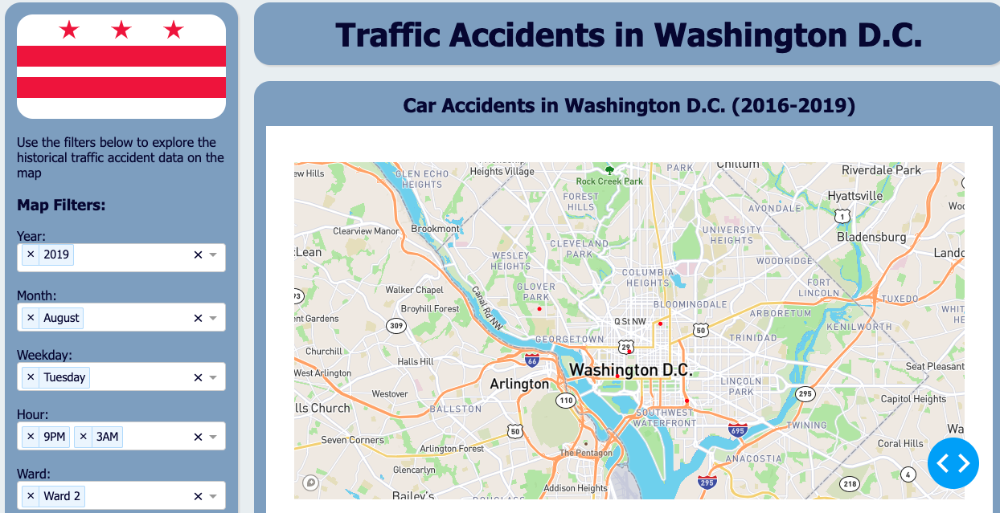 Traffic Accidents in Washington D.C.
Use the filters below to explore the
historical traffic accident data on the
map
Map Filters:
Year:
× 2019 ×
Month:
× August ×
Weekday:
× Tuesday ×
Hour:
× 9PM × 3AM ×
Ward:
× Ward 2 ×
Car Accidents in Washington D.C. (2016-2019)
ew Hills
GLEN ECHO
HEIGHTS
Heights Village
Rock Creek Park
PARK
Chillum
Riverdale Park
FOREST
HILLS
Hyattsville
AVONDALE
1
Woo
Clearview Manor
Brookmont
UNIVERSITY
HEIGHTS
Bladensburg
cLean
WESLEY
HEIGHTS
CLEVELAND
PARK
Lando
WOODRIDGE
COLUMBIA
HEIGHTS
Walker Chapel
GLOVER
PARK
FORT
LINCOLN
93
TUXEDO
Broyhill Forest
Canal Rd NW
BLOOMINGDALE
ARBORETUM
WHIT
HE
ent Gardens
309
Q St NW
50
KENILWORTH
Churchill
GEORGETOWN
29
TRINIDAD
Halls Hill
66
West Arlington
Washington D.C.
Seat Pleasant
Arlington
LINCOLN
PARK
Westover
110
295
Capitol Heights
lls Church
BALLSTON
SOUTHWEST
WATERFRONT
TWINING
50
695
Wa
Seven Corners
Arlington Forest
The Pentagon
Coral Hills
ANACOSTIA
Glencarlyn
4
Addison Heights
295
218
Bailey's
DOUGLASS